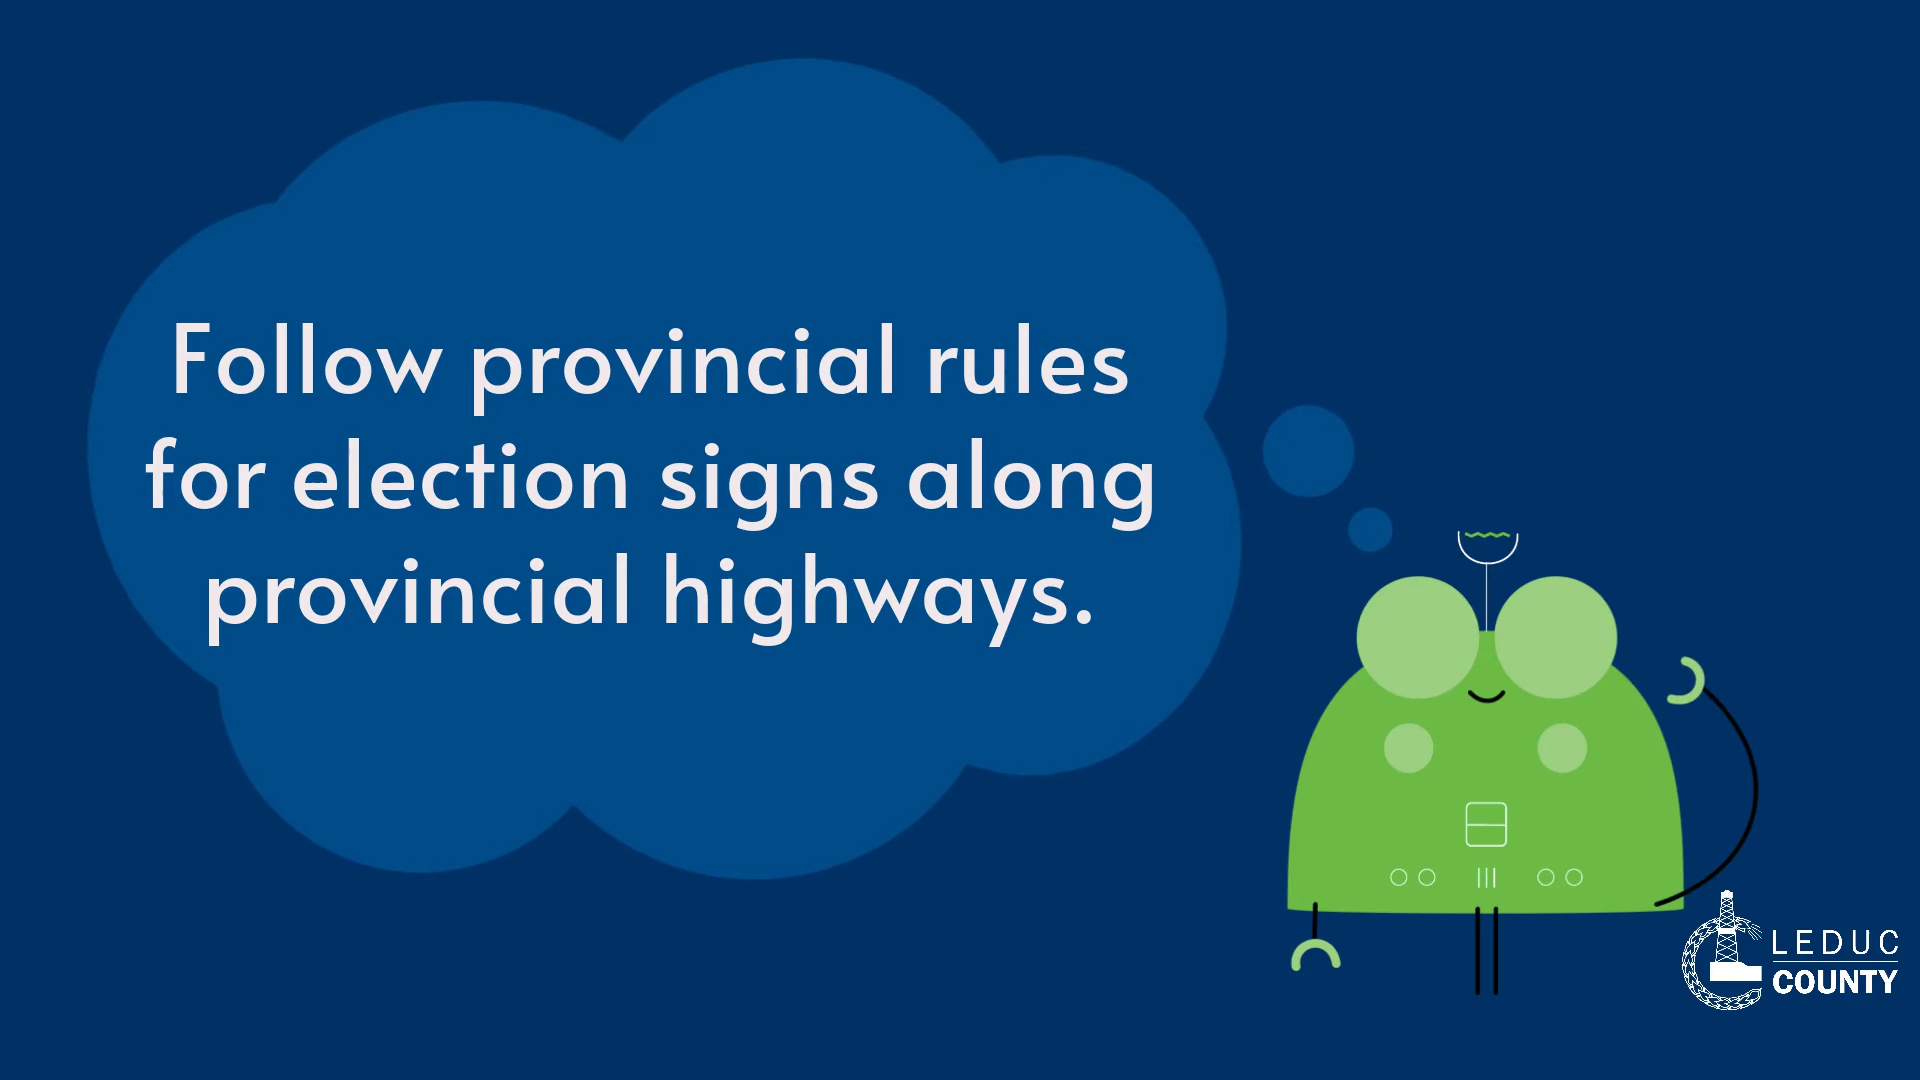 Follow provincial rules
for election signs along
provincial highways.
LEDUC
COUNTY